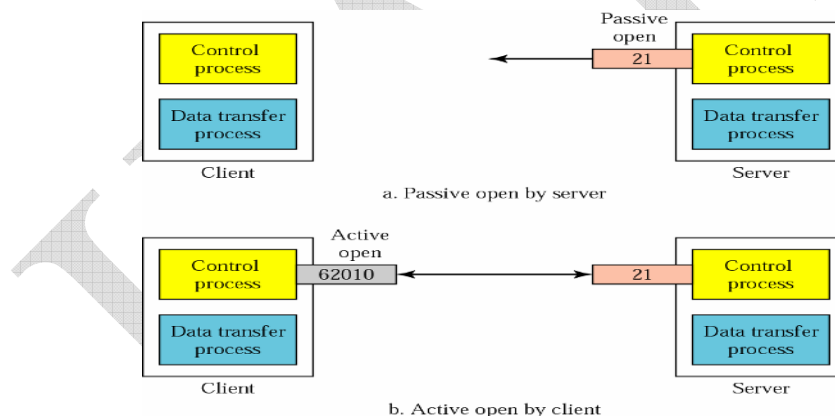 Passive
open
Control
process
21
Control
process
Data transfer
process
Data transfer
process
Client
Server
a. Passive open by server
Active
open
Control
process
62010
21
Control
process
Data transfer
process
Data transfer
process
Client
Server
b. Active open by client